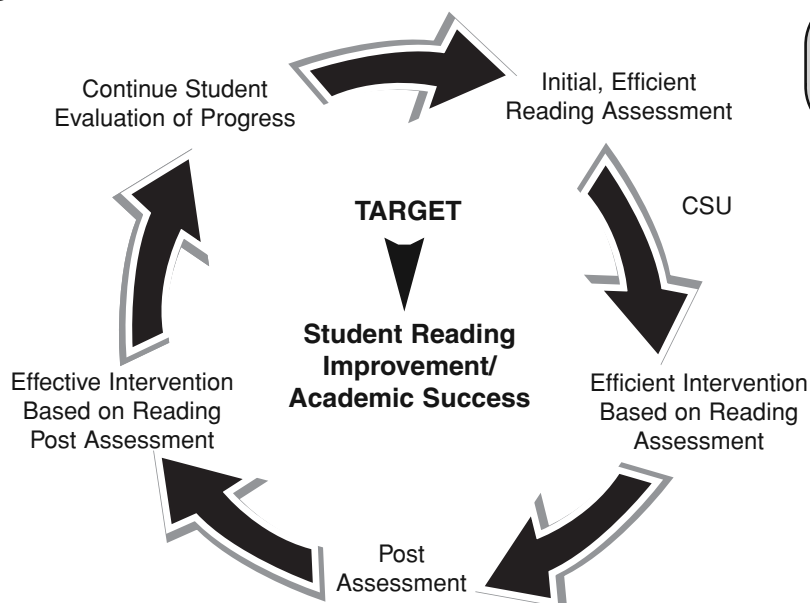 Continue Student
Evaluation of Progress
Initial, Efficient
Reading Assessment
CSU
TARGET
Student Reading
Improvement/
Academic Success
Efficient Intervention
Based on Reading
Assessment
Post
Assessment
Effective Intervention
Based on Reading
Post Assessment